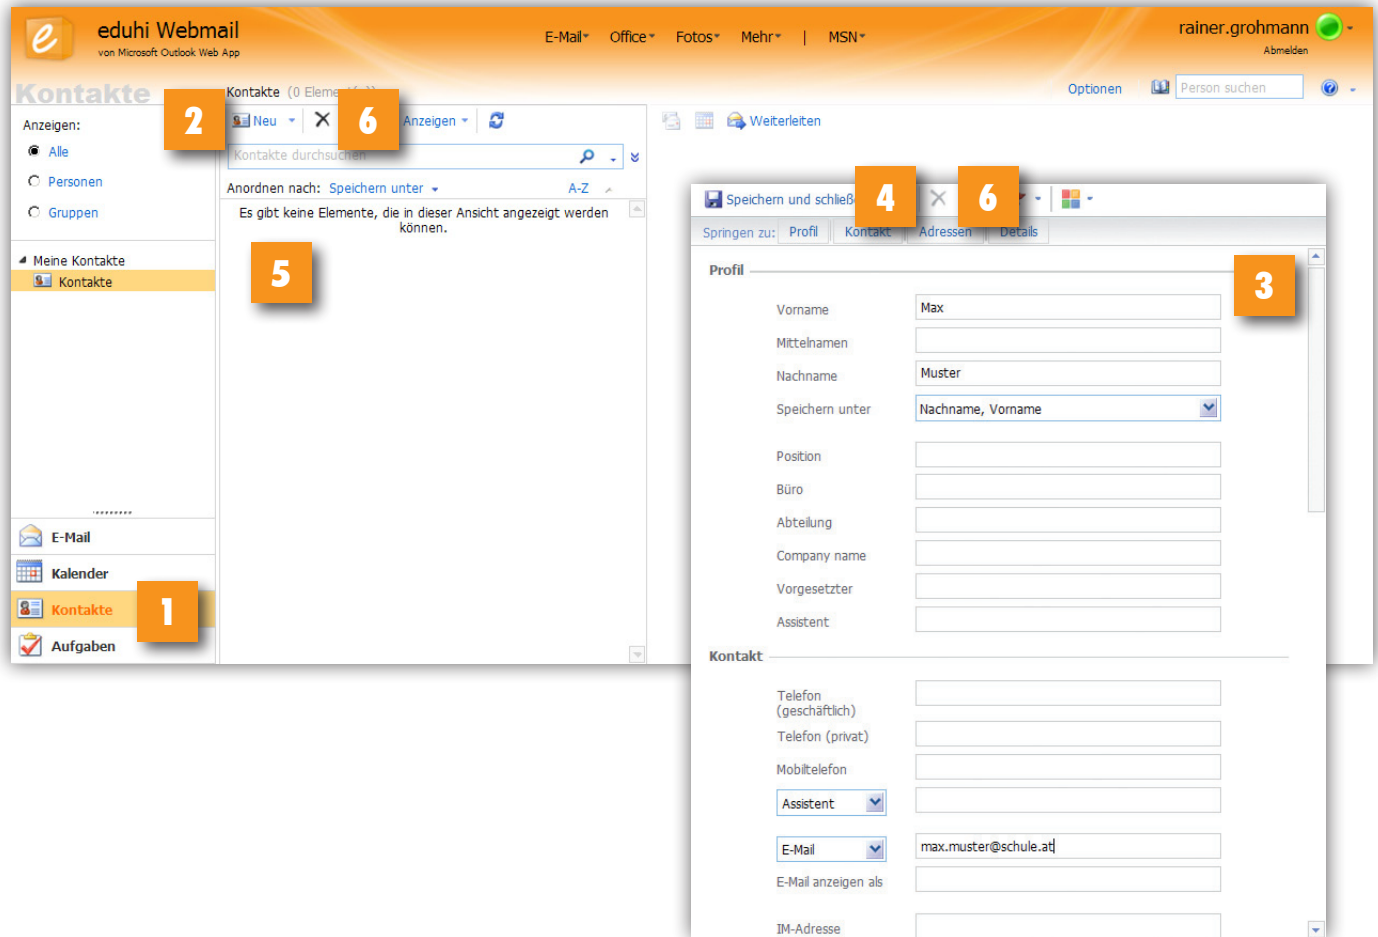 eduhi Webmail
von Microsoft Outlook Web App
E-Mail Office Fotos Mehr | MSN
rainer.grohmann
Abmelden
Kontakte
Kontakte (0
Optionen
Person suchen
Anzeigen:
Alle
Personen
Gruppen
2
Neu
6
Anzeigen
Weiterleiten
Kontakte durchsuchen
Anordnen nach: Speichern unter
A-Z
Es gibt keine Elemente, die in dieser Ansicht angezeigt werden
können.
5
Meine Kontakte
Kontakte
E-Mail
Kalender
Kontakte
1
Aufgaben
Speichern und
4
6
Springen zu: Profil Kontakt Adressen Details
3
Profil
Vorname Max
Mittelnamen
Nachname Muster
Speichern unter Nachname, Vorname
Position
Büro
Abteilung
Company name
Vorgesetzter
Assistent
Kontakt
Telefon
(geschäftlich)
Telefon (privat)
Mobiltelefon
Assistent
E-Mail max.muster@schule.at
E-Mail anzeigen als
IM-Adresse